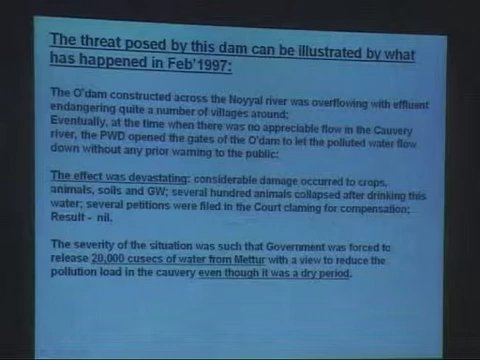 The threat posed by this dam can be illustrated by what
has happened in Feb'1997:
The O'dam constructed across the Noyyal river was overflowing with effluent
endangering quite a number of villages around;
Eventually, at the time when there was no appreciable flow in the Cauvery
river, the PWD opened the gates of the O'dam to let the polluted water flow
down without any prior warning to the public;
The effect was devastating: considerable damage occurred to crops,
animals, soils and GW; several hundred animals collapsed after drinking this
water; several petitions were filed in the Court claming for compensation;
Result - nil.
The severity of the situation was such that Government was forced to
release 20,000 cusecs of water from Mettur with a view to reduce the
pollution load in the cauvery even though it was a dry period.